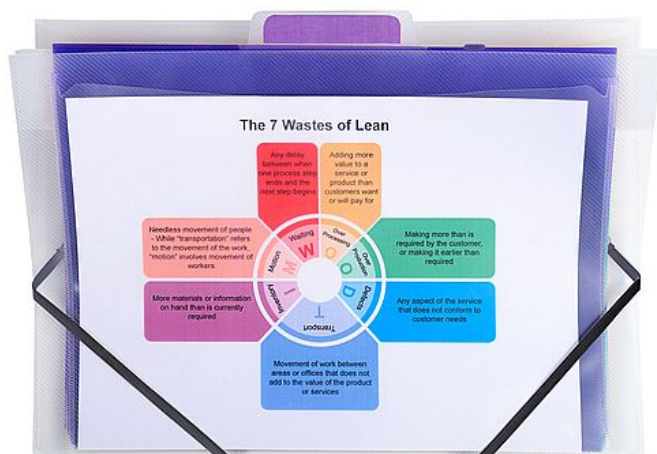 The 7 Wastes of Lean
Any delay
between when
one process step
ends and the
next step begins
Adding more
value to a
service or
product than
customers want
or will pay for
Needless movement of people
- While “transportation” refers
to the movement of the work,
“motion” involves movement of
workers
Making more than is
required by the customer,
or making it earlier than
required
More materials or information
on hand than is currently
required
Any aspect of the service
that does not conform to
customer needs
Movement of work between
areas or offices that does not
add to the value of the product
or services
Waiting
W
Over
Processing
O
Over
Production
O
Defects
D
Transport
T
Inventory
I
Motion
M